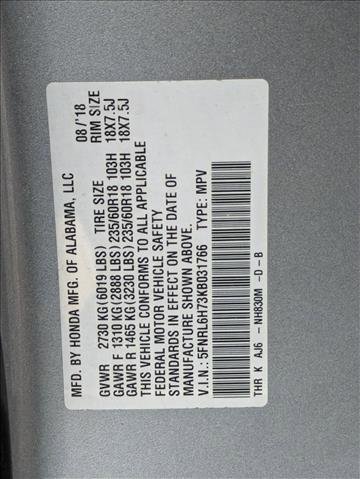 MFD. BY HONDA MFG. OF ALABAMA, LLC 08/'18
GVWR 2730 KG (6019 LBS) TIRE SIZE RIM SIZE
GAWR F 1310 KG (2888 LBS) 235/60R18 103H 18X7.5J
GAWR R 1465 KG (3230 LBS) 235/60R18 103H 18X7.5J
THIS VEHICLE CONFORMS TO ALL APPLICABLE
FEDERAL MOTOR VEHICLE SAFETY
STANDARDS IN EFFECT ON THE DATE OF
MANUFACTURE SHOWN ABOVE.
V.I.N.: 5FNRL6H73KB031766 TYPE: MPV
THR K AJ6 - NH830M -D-B